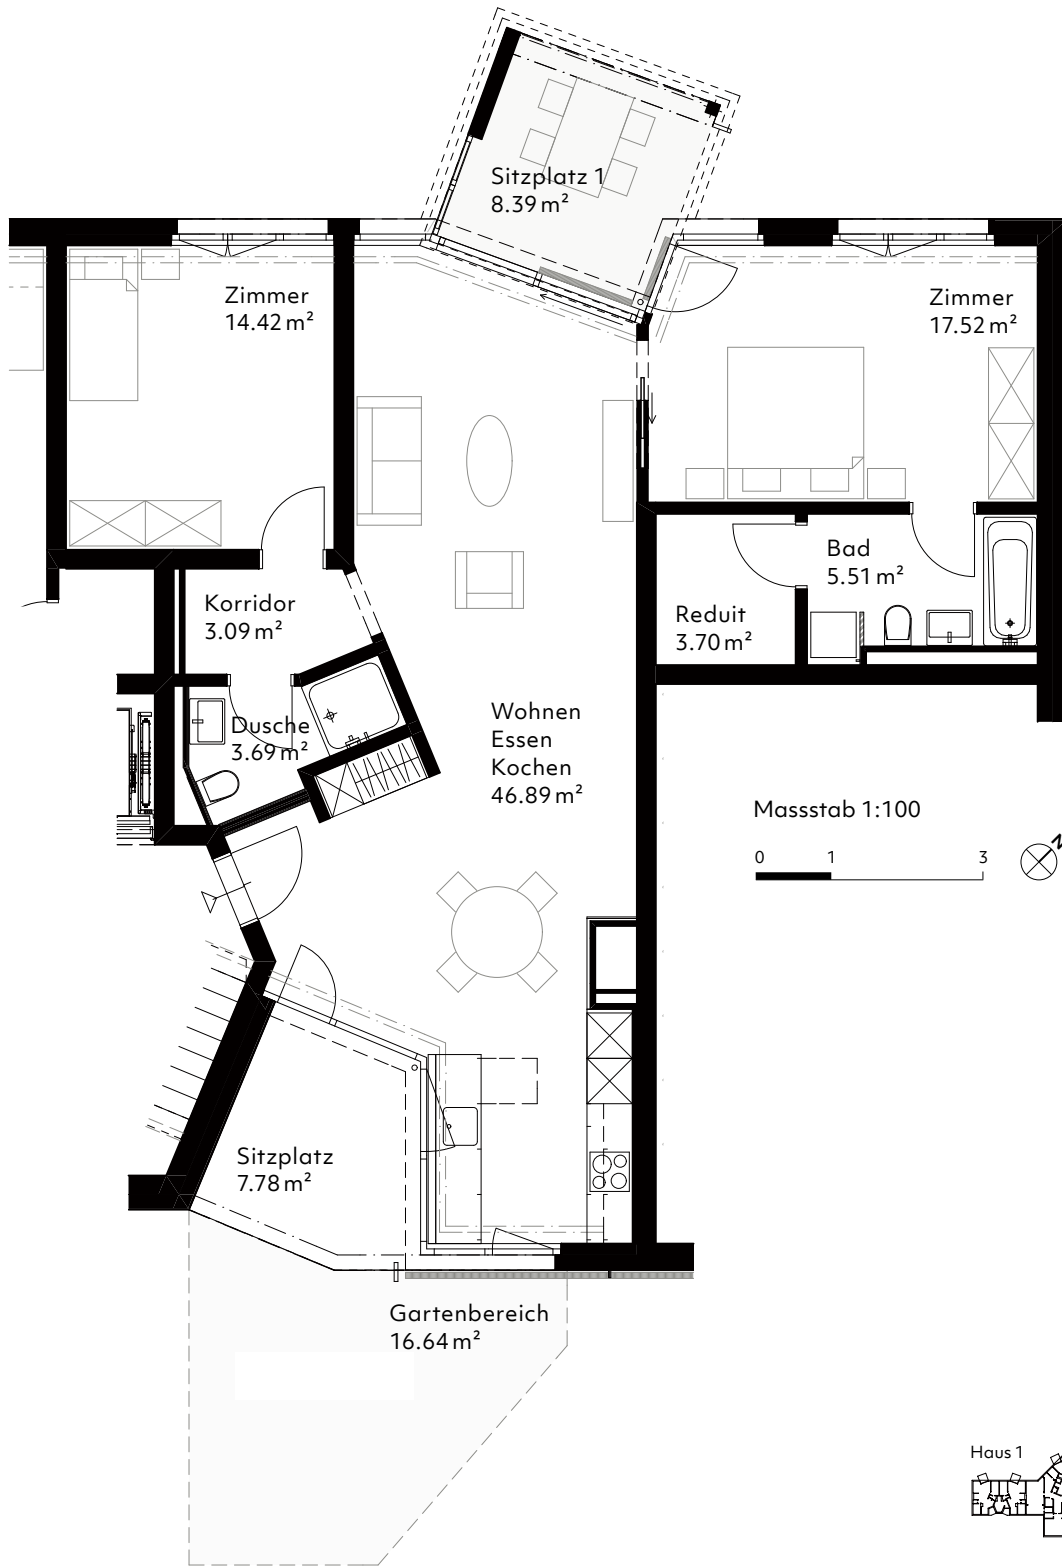 Sitzplatz 1
8.39 m²
Zimmer
14.42 m²
Zimmer
17.52 m²
Korridor
3.09 m²
Bad
5.51 m²
Reduit
3.70 m²
Dusche
3.69 m²
Wohnen
Essen
Kochen
46.89 m²
Massstab 1:100
0 1 3
N
Sitzplatz
7.78 m²
Gartenbereich
16.64 m²
Haus 1